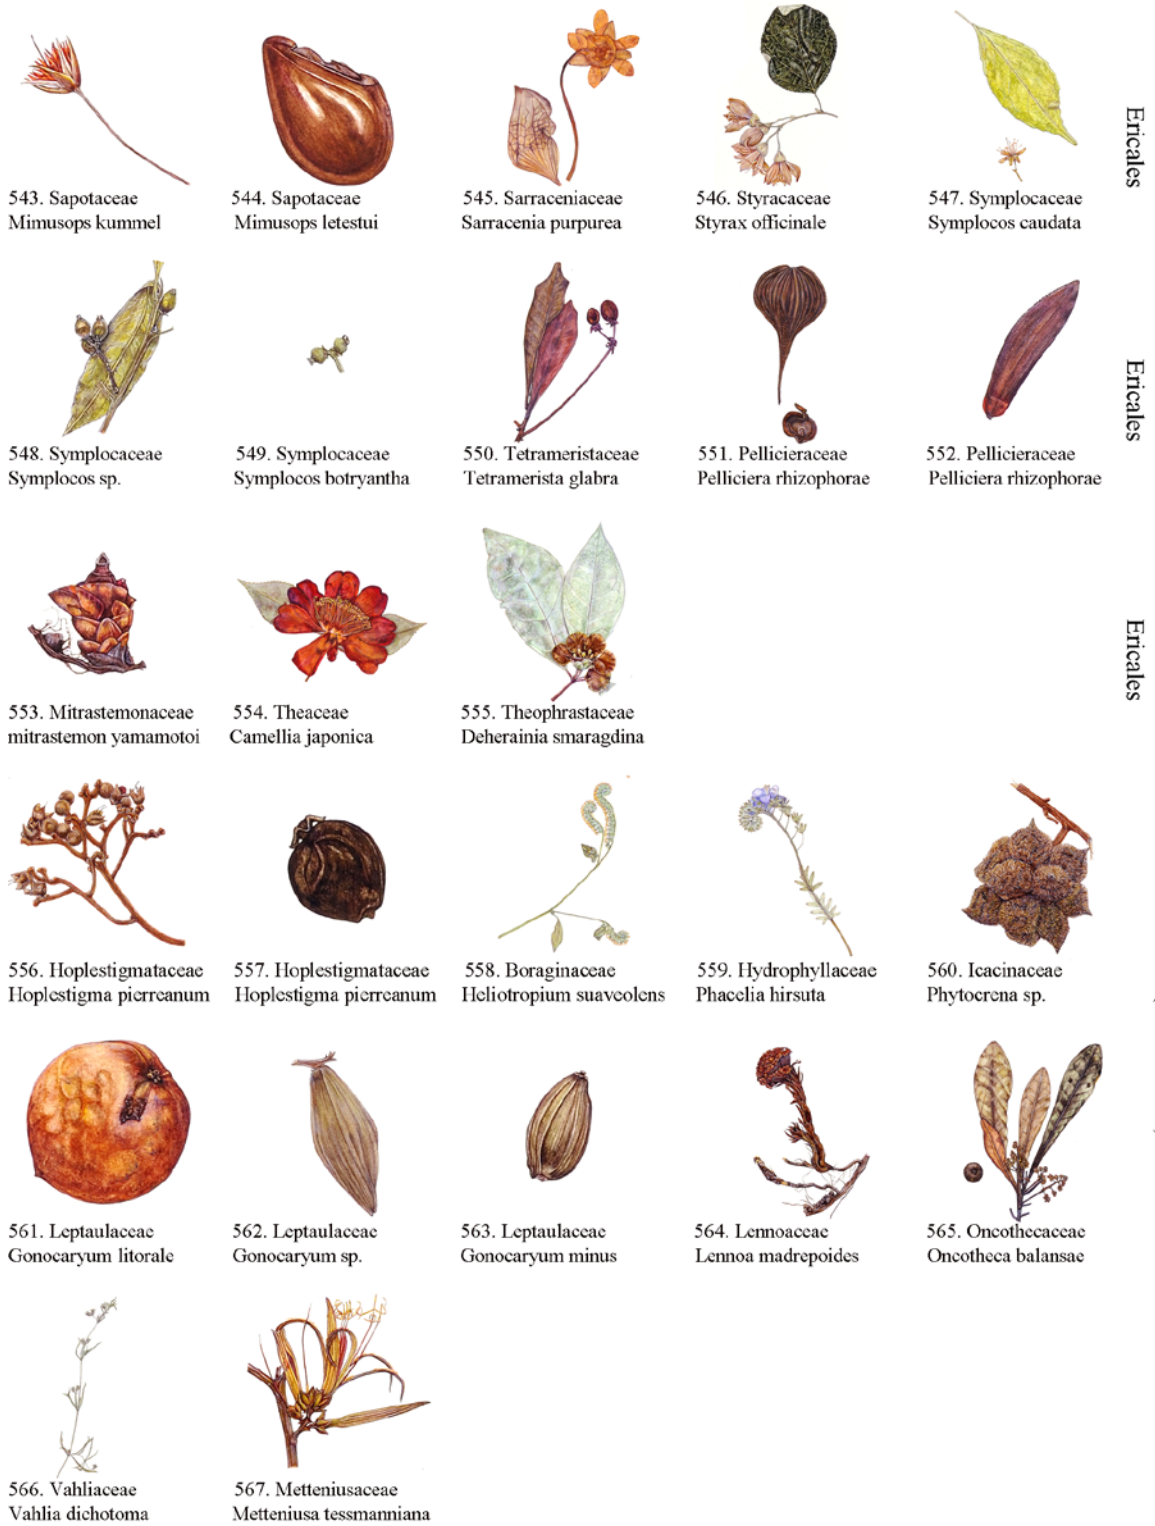 Ericales
543. Sapotaceae
Mimusops kummel
544. Sapotaceae
Mimusops letestui
545. Sarraceniaceae
Sarracenia purpurea
546. Styracaceae
Styrax officinale
547. Symplocaceae
Symplocos caudata
Ericales
548. Symplocaceae
Symplocos sp.
549. Symplocaceae
Symplocos botryantha
550. Tetrameristaceae
Tetramerista glabra
551. Pellicieraceae
Pelliciera rhizophorae
552. Pellicieraceae
Pelliciera rhizophorae
Ericales
553. Mitrastemonaceae
mitrastemon yamamotoi
554. Theaceae
Camellia japonica
555. Theophrastaceae
Deherainia smaragdina
556. Hoplestigmataceae
Hoplestigma pierreanum
557. Hoplestigmataceae
Hoplestigma pierreanum
558. Boraginaceae
Heliotropium suaveolens
559. Hydrophyllaceae
Phacelia hirsuta
560. Icacinaceae
Phytocrena sp.
561. Leptaulaceae
Gonocaryum litorale
562. Leptaulaceae
Gonocaryum sp.
563. Leptaulaceae
Gonocaryum minus
564. Lennoaceae
Lennoa madrepoides
565. Oncothecaceae
Oncotheca balansae
566. Vahliaceae
Vahlia dichotoma
567. Metteniusaceae
Metteniusa tessmanniana